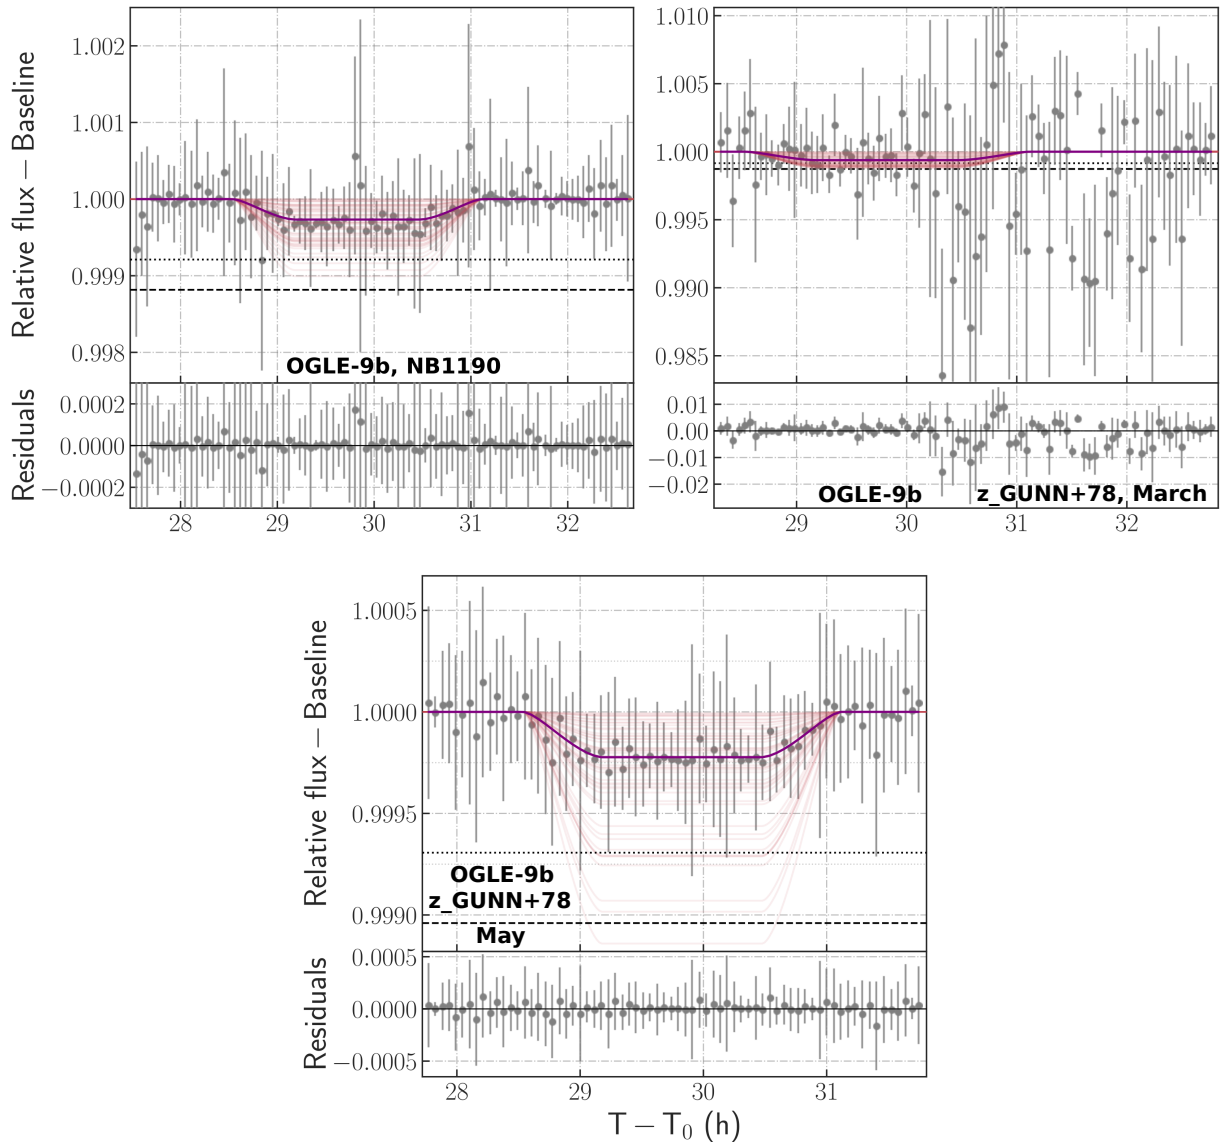 Relative flux − Baseline
1.002
1.001
1.000
0.999
0.998
OGLE-9b, NB1190
Residuals
0.0002
0.0000
−0.0002
28 29 30 31 32
1.010
1.005
1.000
0.995
0.990
0.985
0.01
0.00
−0.01
−0.02
OGLE-9b z_GUNN+78, March
29 30 31 32
Relative flux − Baseline
1.0005
1.0000
0.9995
0.9990
OGLE-9b
z_GUNN+78
May
Residuals
0.0005
0.0000
−0.0005
28 29 30 31
T − T₀ (h)